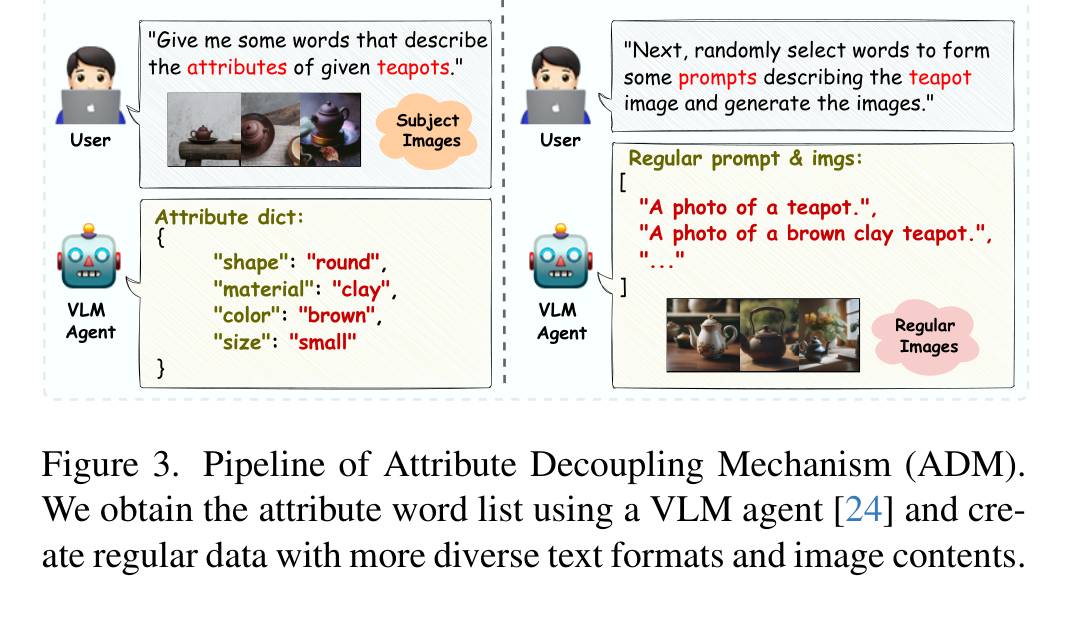 "Give me some words that describe
the attributes of given teapots."
Subject
Images
User
Attribute dict:
{
"shape": "round",
"material": "clay",
"color": "brown",
"size": "small"
}
VLM
Agent
"Next, randomly select words to form
some prompts describing the teapot
image and generate the images."
User
Regular prompt & imgs:
[
"A photo of a teapot.",
"A photo of a brown clay teapot.",
"..."
]
VLM
Agent
Regular
Images
Figure 3. Pipeline of Attribute Decoupling Mechanism (ADM).
We obtain the attribute word list using a VLM agent [24] and cre-
ate regular data with more diverse text formats and image contents.